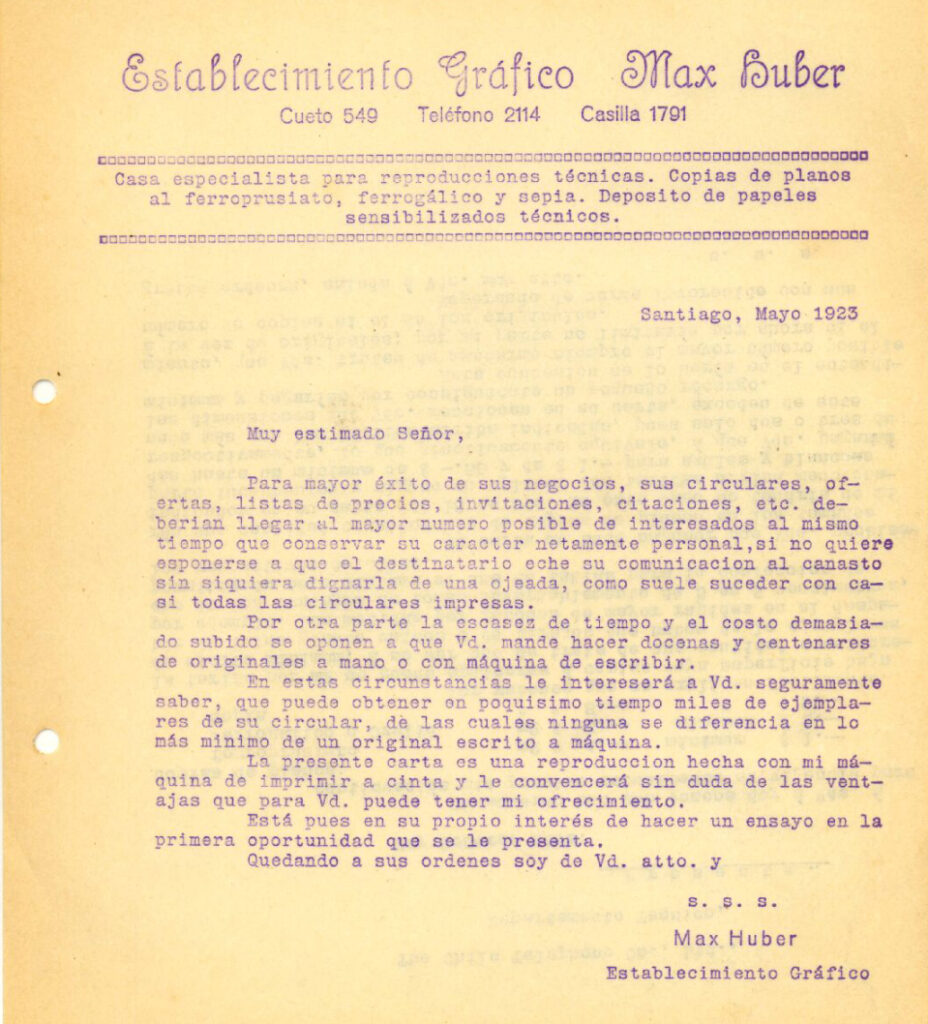 Establecimiento Gráfico Max Huber
Cueto 549 Teléfono 2114 Casilla 1791
Casa especialista para reproducciones técnicas. Copias de planos
al ferroprusiato, ferrogálico y sepia. Deposito de papeles
sensibilizados técnicos.
Santiago, Mayo 1923
Muy estimado Señor,
Para mayor éxito de sus negocios, sus circulares, of-
ertas, listas de precios, invitaciones, citaciones, etc. de-
berian llegar al mayor numero posible de interesados al mismo
tiempo que conservar su caracter netamente personal,si no quiere
esponerse a que el destinatario eche su comunicacion al canasto
sin siquiera dignarla de una ojeada, como suele suceder con ca-
si todas las circulares impresas.
Por otra parte la escasez de tiempo y el costo demasia-
do subido se oponen a que Vd. mande hacer docenas y centenares
de originales a mano o con máquina de escribir.
En estas circunstancias le intereserá a Vd. seguramente
saber, que puede obtener en poquisimo tiempo miles de ejempla-
res de su circular, de las cuales ninguna se diferencia en lo
más minimo de un original escrito a máquina.
La presente carta es una reproduccion hecha con mi má-
quina de imprimir a cinta y le convencerá sin duda de las vent-
ajas que para Vd. puede tener mi ofrecimiento.
Está pues en su propio interés de hacer un ensayo en la
primera oportunidad que se le presenta.
Quedando a sus ordenes soy de Vd. atto. y
s. s. s.
Max Huber
Establecimiento Gráfico